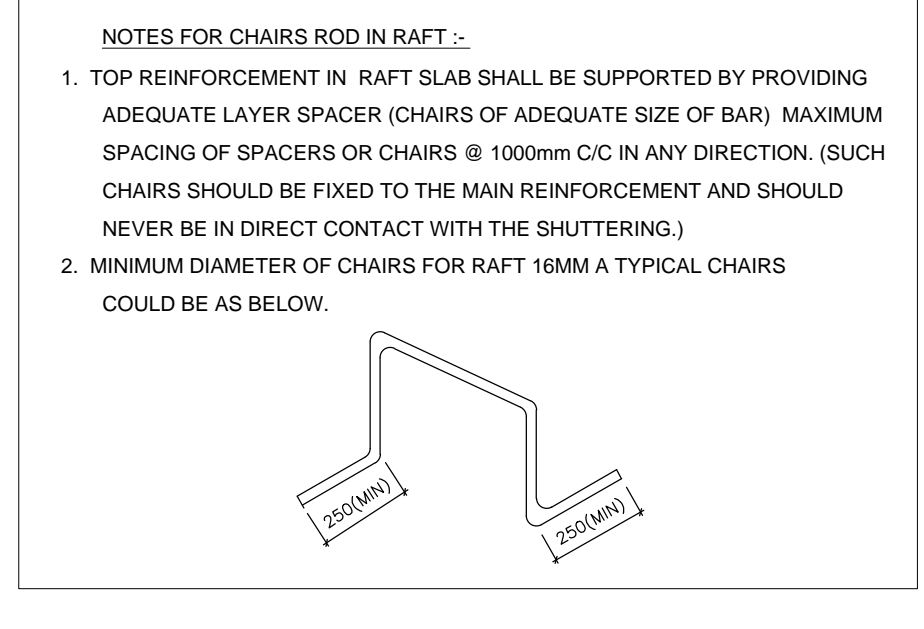 NOTES FOR CHAIRS ROD IN RAFT :-
1. TOP REINFORCEMENT IN RAFT SLAB SHALL BE SUPPORTED BY PROVIDING
ADEQUATE LAYER SPACER (CHAIRS OF ADEQUATE SIZE OF BAR) MAXIMUM
SPACING OF SPACERS OR CHAIRS @ 1000mm C/C IN ANY DIRECTION. (SUCH
CHAIRS SHOULD BE FIXED TO THE MAIN REINFORCEMENT AND SHOULD
NEVER BE IN DIRECT CONTACT WITH THE SHUTTERING.)
2. MINIMUM DIAMETER OF CHAIRS FOR RAFT 16MM A TYPICAL CHAIRS
COULD BE AS BELOW.
250(MIN)
250(MIN)